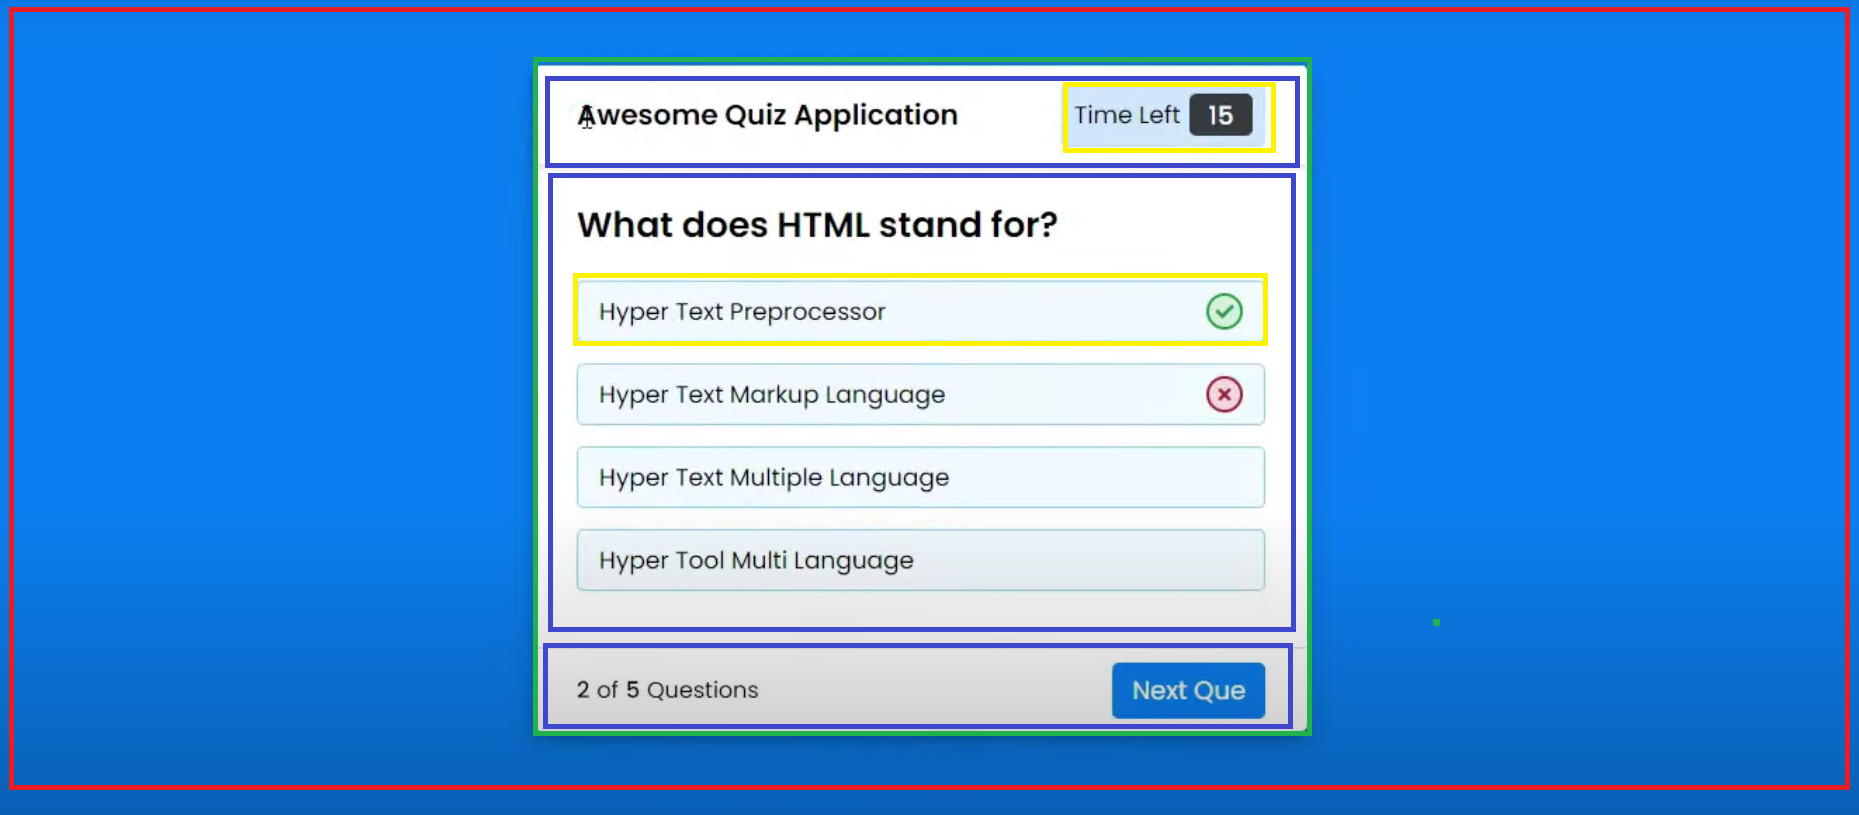 Awesome Quiz Application
Time Left 15
What does HTML stand for?
Hyper Text Preprocessor
Hyper Text Markup Language
Hyper Text Multiple Language
Hyper Tool Multi Language
2 of 5 Questions
Next Que